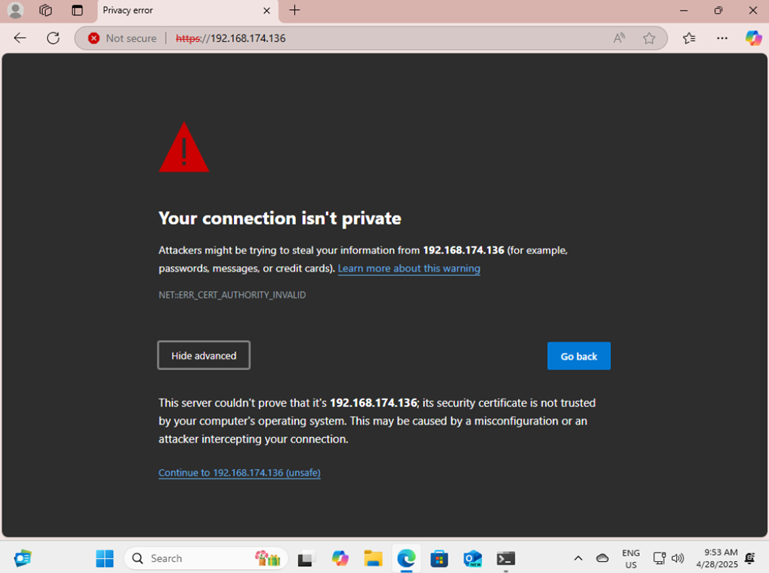 Privacy error
Not secure
https://192.168.174.136
Your connection isn't private
Attackers might be trying to steal your information from 192.168.174.136 (for example,
passwords, messages, or credit cards). Learn more about this warning
NET::ERR_CERT_AUTHORITY_INVALID
Hide advanced
Go back
This server couldn't prove that it's 192.168.174.136; its security certificate is not trusted
by your computer's operating system. This may be caused by a misconfiguration or an
attacker intercepting your connection.
Continue to 192.168.174.136 (unsafe)
Search
ENG
US
9:53 AM
4/28/2025